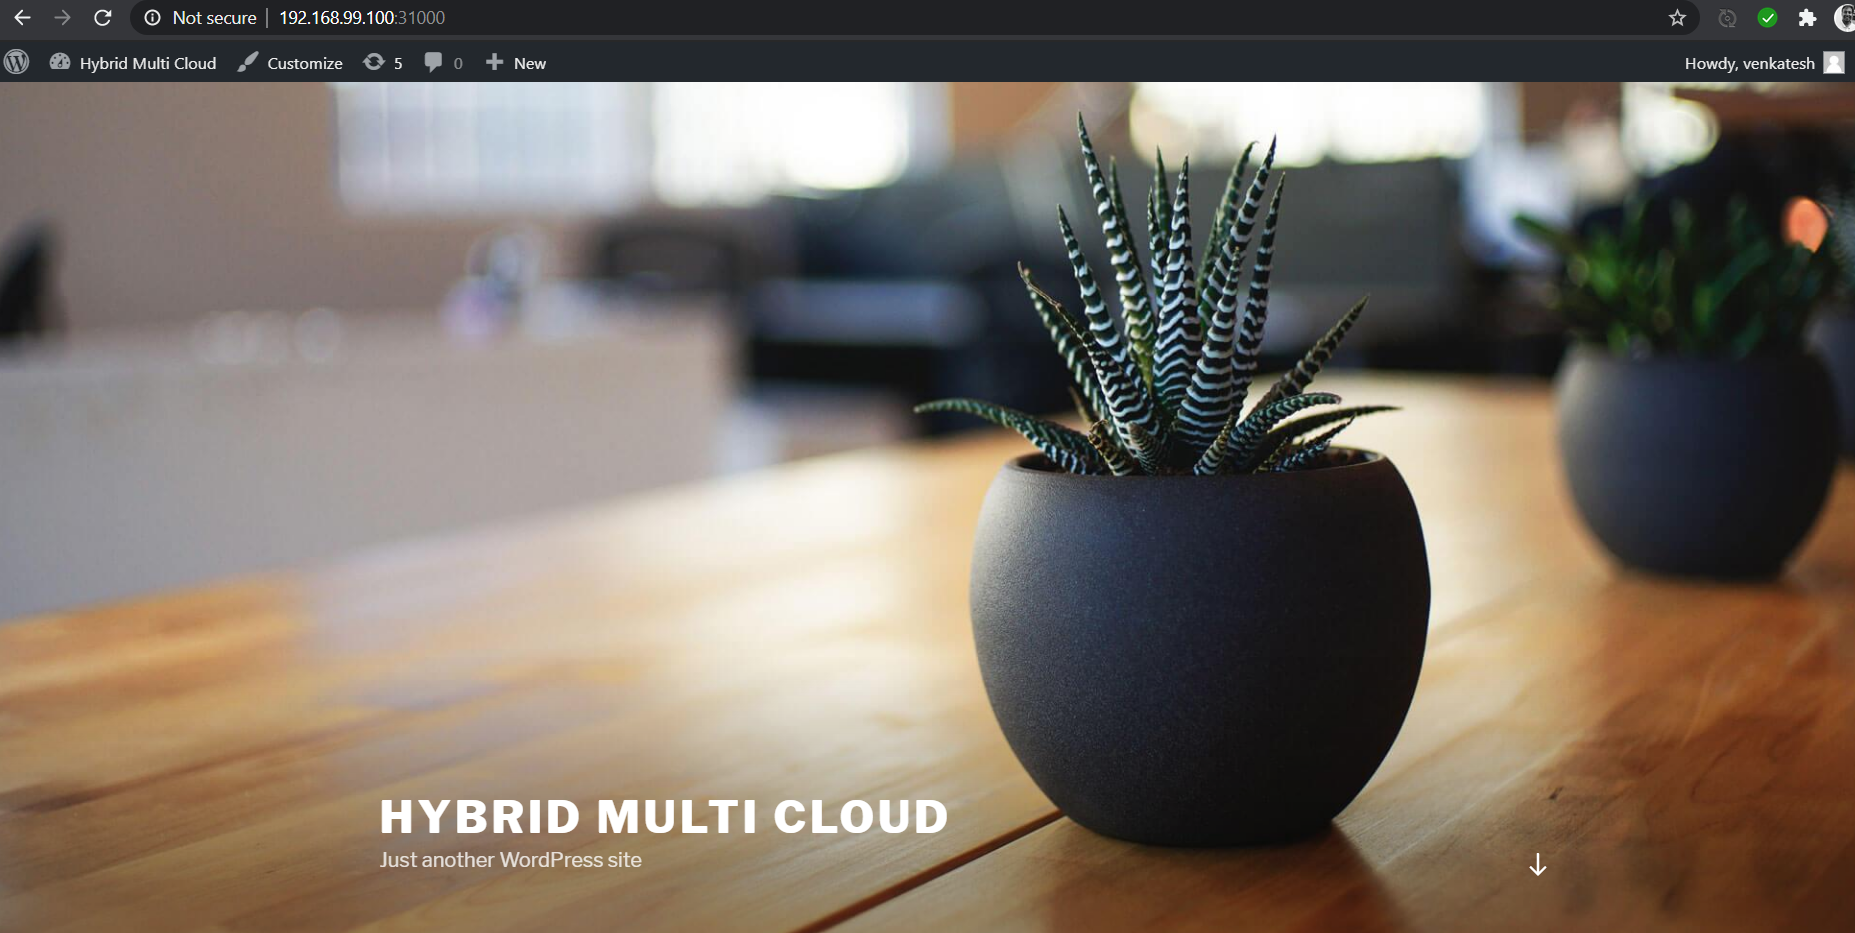 Not secure | 192.168.99.100:31000
Hybrid Multi Cloud Customize 5 0 New Howdy, venkatesh
HYBRID MULTI CLOUD
Just another WordPress site